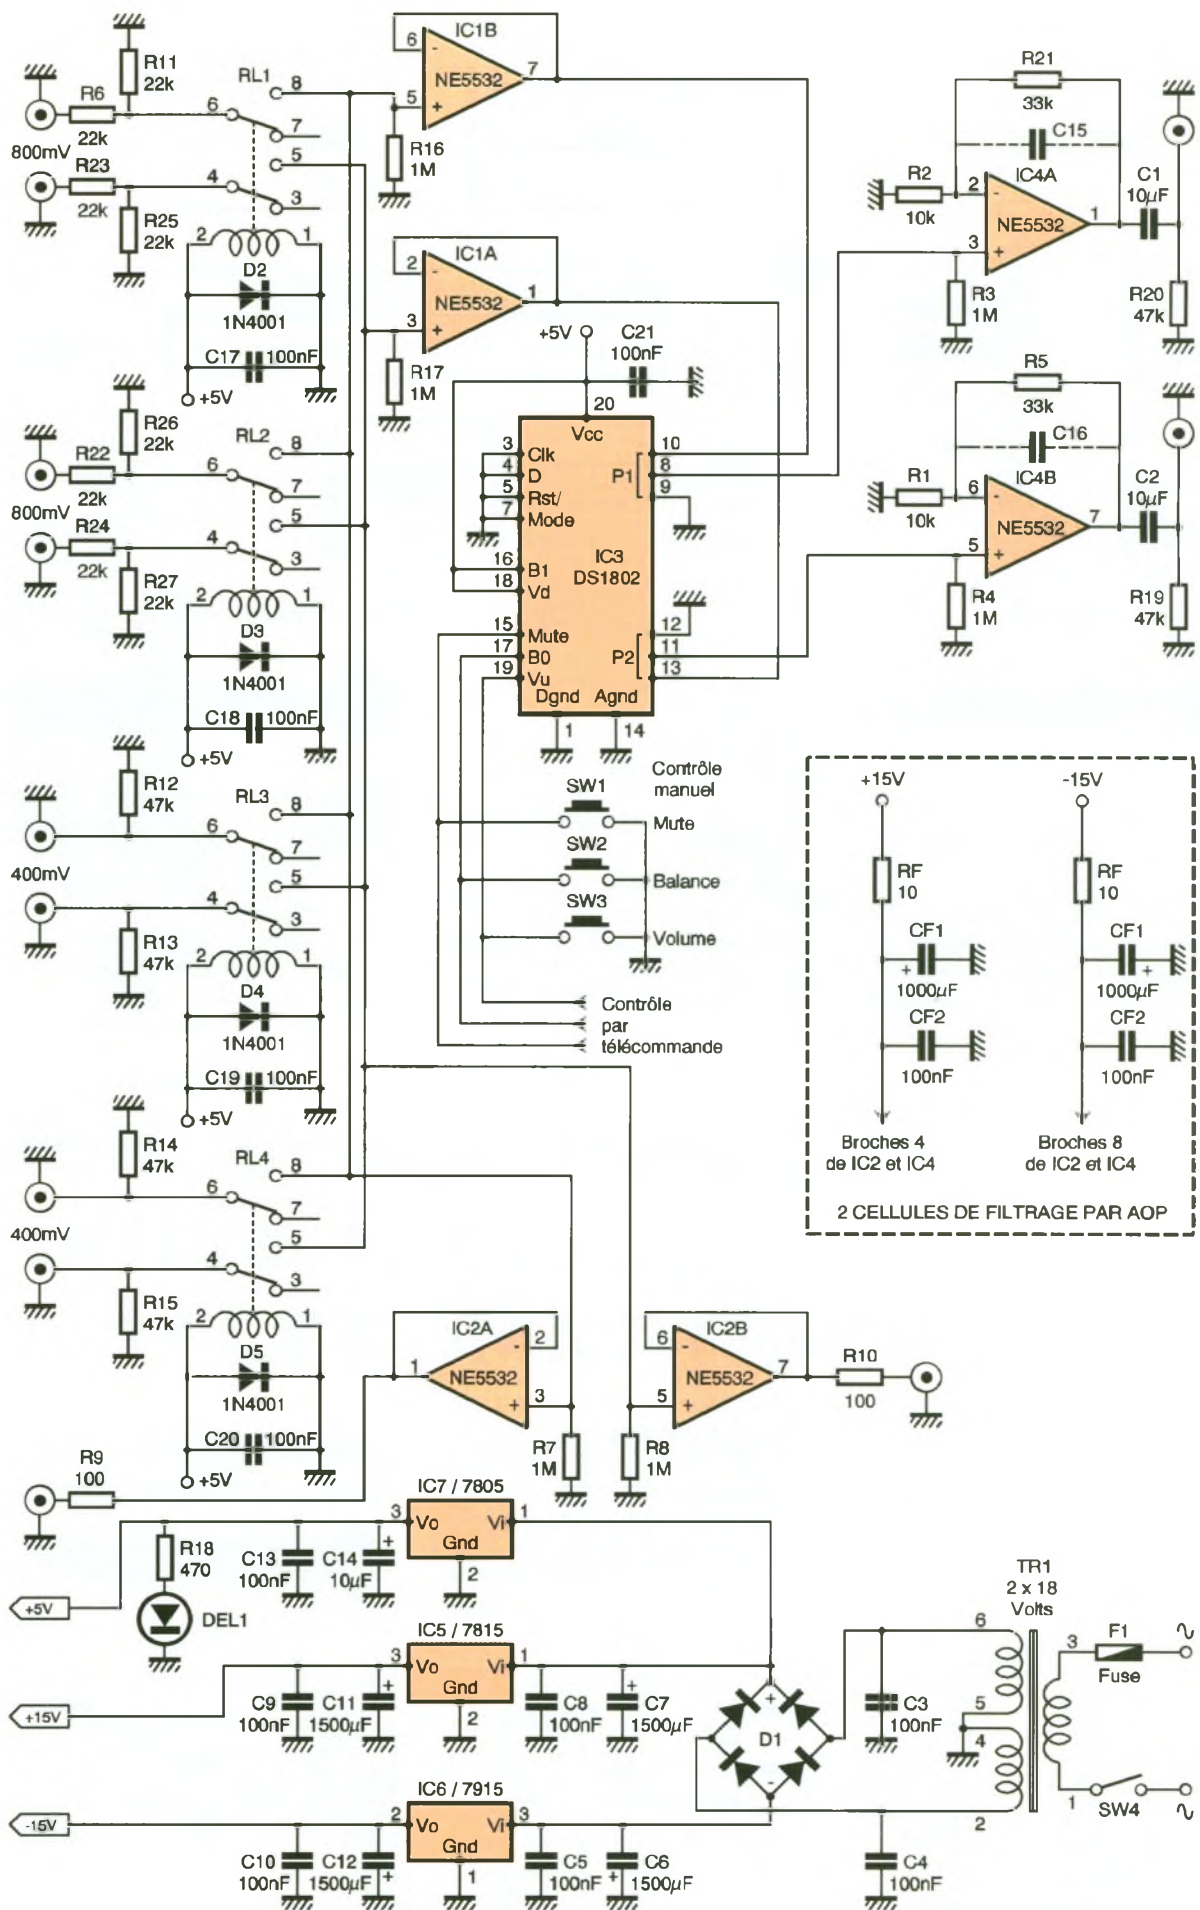 IC1B
6
-
NE5532
7
5
+
R16
1M
R11
22k
R6
22k
RL1
6
8
7
800mV
R23
22k
4
5
3
R25
22k
2
1
D2
1N4001
C17
100nF
+5V
IC1A
2
-
NE5532
1
3
+
R17
1M
R21
33k
C15
R2
10k
IC4A
2
-
NE5532
1
3
+
C1
10µF
R3
1M
R20
47k
+5V
C21
100nF
20
Vcc
3
Clk
4
D
5
Rst/
7
Mode
16
B1
18
Vd
15
Mute
17
B0
19
Vu
IC3
DS1802
10
8
P1
9
12
P2
11
13
Dgnd
Agnd
1
14
R5
33k
C16
R1
10k
IC4B
6
-
NE5532
7
5
+
C2
10µF
R4
1M
R19
47k
R26
22k
R22
22k
RL2
6
8
7
800mV
R24
22k
4
5
3
R27
22k
2
1
D3
1N4001
C18
100nF
+5V
Contrôle
manuel
SW1
Mute
SW2
Balance
SW3
Volume
Contrôle
par
télécommande
R12
47k
RL3
6
8
7
400mV
4
5
3
R13
47k
2
1
D4
1N4001
C19
100nF
+5V
+15V
-15V
RF
10
RF
10
CF1
+
1000µF
CF1
+
1000µF
CF2
100nF
CF2
100nF
Broches 4
de IC2 et IC4
Broches 8
de IC2 et IC4
2 CELLULES DE FILTRAGE PAR AOP
R14
47k
RL4
6
8
7
400mV
4
5
3
R15
47k
2
1
D5
1N4001
C20
100nF
+5V
IC2A
2
-
NE5532
1
3
+
R7
1M
IC2B
6
-
NE5532
7
5
+
R8
1M
R10
100
R9
100
IC7 / 7805
3
Vo
Vi
1
Gnd
2
R18
470
DEL1
C13
100nF
C14
10µF
+
+5V
IC5 / 7815
3
Vo
Vi
1
Gnd
2
C9
100nF
C11
1500µF
+
C8
100nF
C7
1500µF
+
+15V
IC6 / 7915
2
Vo
Vi
3
Gnd
1
C10
100nF
C12
1500µF
+
C5
100nF
C6
1500µF
+
-15V
+
D1
-
C3
100nF
C4
100nF
TR1
2 x 18
Volts
6
5
4
2
3
1
F1
Fuse
SW4
∿
∿